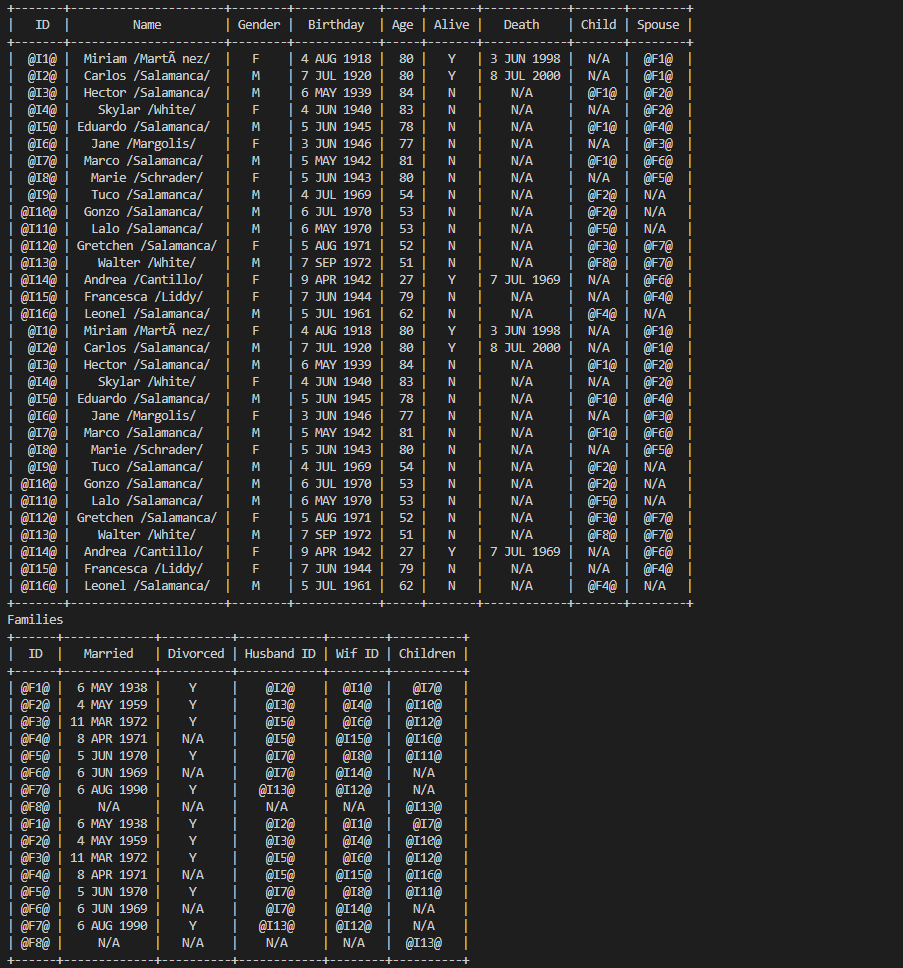 +------+----------------------+--------+------------+-----+-------+------------+-------+--------+
| ID | Name | Gender | Birthday | Age | Alive | Death | Child | Spouse |
+------+----------------------+--------+------------+-----+-------+------------+-------+--------+
| @I1@ | Miriam /MartÃ­nez/ | F | 4 AUG 1918 | 80 | Y | 3 JUN 1998 | N/A | @F1@ |
| @I2@ | Carlos /Salamanca/ | M | 7 JUL 1920 | 80 | Y | 8 JUL 2000 | N/A | @F1@ |
| @I3@ | Hector /Salamanca/ | M | 6 MAY 1939 | 84 | N | N/A | @F1@ | @F2@ |
| @I4@ | Skylar /White/ | F | 4 JUN 1940 | 83 | N | N/A | N/A | @F2@ |
| @I5@ | Eduardo /Salamanca/ | M | 5 JUN 1945 | 78 | N | N/A | @F1@ | @F4@ |
| @I6@ | Jane /Margolis/ | F | 3 JUN 1946 | 77 | N | N/A | N/A | @F3@ |
| @I7@ | Marco /Salamanca/ | M | 5 MAY 1942 | 81 | N | N/A | @F1@ | @F6@ |
| @I8@ | Marie /Schrader/ | F | 5 JUN 1943 | 80 | N | N/A | N/A | @F5@ |
| @I9@ | Tuco /Salamanca/ | M | 4 JUL 1969 | 54 | N | N/A | @F2@ | N/A |
| @I10@ | Gonzo /Salamanca/ | M | 6 JUL 1970 | 53 | N | N/A | @F2@ | N/A |
| @I11@ | Lalo /Salamanca/ | M | 6 MAY 1970 | 53 | N | N/A | @F5@ | N/A |
| @I12@ | Gretchen /Salamanca/ | F | 5 AUG 1971 | 52 | N | N/A | @F3@ | @F7@ |
| @I13@ | Walter /White/ | M | 7 SEP 1972 | 51 | N | N/A | @F8@ | @F7@ |
| @I14@ | Andrea /Cantillo/ | F | 9 APR 1942 | 27 | Y | 7 JUL 1969 | N/A | @F6@ |
| @I15@ | Francesca /Liddy/ | F | 7 JUN 1944 | 79 | N | N/A | N/A | @F4@ |
| @I16@ | Leonel /Salamanca/ | M | 5 JUL 1961 | 62 | N | N/A | @F4@ | N/A |
| @I1@ | Miriam /MartÃ­nez/ | F | 4 AUG 1918 | 80 | Y | 3 JUN 1998 | N/A | @F1@ |
| @I2@ | Carlos /Salamanca/ | M | 7 JUL 1920 | 80 | Y | 8 JUL 2000 | N/A | @F1@ |
| @I3@ | Hector /Salamanca/ | M | 6 MAY 1939 | 84 | N | N/A | @F1@ | @F2@ |
| @I4@ | Skylar /White/ | F | 4 JUN 1940 | 83 | N | N/A | N/A | @F2@ |
| @I5@ | Eduardo /Salamanca/ | M | 5 JUN 1945 | 78 | N | N/A | @F1@ | @F4@ |
| @I6@ | Jane /Margolis/ | F | 3 JUN 1946 | 77 | N | N/A | N/A | @F3@ |
| @I7@ | Marco /Salamanca/ | M | 5 MAY 1942 | 81 | N | N/A | @F1@ | @F6@ |
| @I8@ | Marie /Schrader/ | F | 5 JUN 1943 | 80 | N | N/A | N/A | @F5@ |
| @I9@ | Tuco /Salamanca/ | M | 4 JUL 1969 | 54 | N | N/A | @F2@ | N/A |
| @I10@ | Gonzo /Salamanca/ | M | 6 JUL 1970 | 53 | N | N/A | @F2@ | N/A |
| @I11@ | Lalo /Salamanca/ | M | 6 MAY 1970 | 53 | N | N/A | @F5@ | N/A |
| @I12@ | Gretchen /Salamanca/ | F | 5 AUG 1971 | 52 | N | N/A | @F3@ | @F7@ |
| @I13@ | Walter /White/ | M | 7 SEP 1972 | 51 | N | N/A | @F8@ | @F7@ |
| @I14@ | Andrea /Cantillo/ | F | 9 APR 1942 | 27 | Y | 7 JUL 1969 | N/A | @F6@ |
| @I15@ | Francesca /Liddy/ | F | 7 JUN 1944 | 79 | N | N/A | N/A | @F4@ |
| @I16@ | Leonel /Salamanca/ | M | 5 JUL 1961 | 62 | N | N/A | @F4@ | N/A |
+------+----------------------+--------+------------+-----+-------+------------+-------+--------+
Families
+------+-------------+----------+------------+--------+----------+
| ID | Married | Divorced | Husband ID | Wif ID | Children |
+------+-------------+----------+------------+--------+----------+
| @F1@ | 6 MAY 1938 | Y | @I2@ | @I1@ | @I7@ |
| @F2@ | 4 MAY 1959 | Y | @I3@ | @I4@ | @I10@ |
| @F3@ | 11 MAR 1972 | Y | @I5@ | @I6@ | @I12@ |
| @F4@ | 8 APR 1971 | N/A | @I5@ | @I15@ | @I16@ |
| @F5@ | 5 JUN 1970 | Y | @I7@ | @I8@ | @I11@ |
| @F6@ | 6 JUN 1969 | N/A | @I7@ | @I14@ | N/A |
| @F7@ | 6 AUG 1990 | Y | @I13@ | @I12@ | N/A |
| @F8@ | N/A | N/A | N/A | N/A | @I13@ |
| @F1@ | 6 MAY 1938 | Y | @I2@ | @I1@ | @I7@ |
| @F2@ | 4 MAY 1959 | Y | @I3@ | @I4@ | @I10@ |
| @F3@ | 11 MAR 1972 | Y | @I5@ | @I6@ | @I12@ |
| @F4@ | 8 APR 1971 | N/A | @I5@ | @I15@ | @I16@ |
| @F5@ | 5 JUN 1970 | Y | @I7@ | @I8@ | @I11@ |
| @F6@ | 6 JUN 1969 | N/A | @I7@ | @I14@ | N/A |
| @F7@ | 6 AUG 1990 | Y | @I13@ | @I12@ | N/A |
| @F8@ | N/A | N/A | N/A | N/A | @I13@ |
+------+-------------+----------+------------+--------+----------+